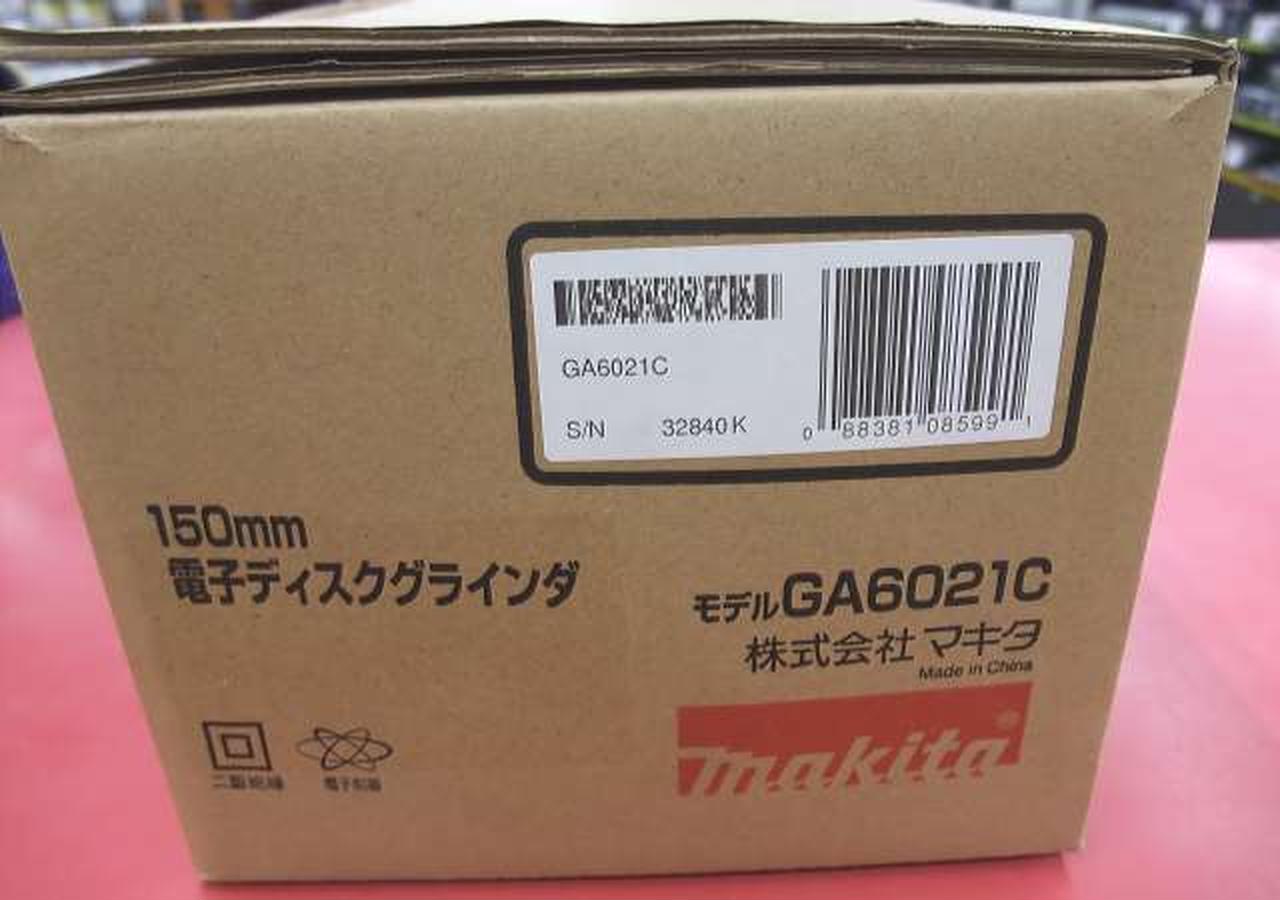 GA6021C
S/N 32840 K
0 88381 08599 1
150mm
電子ディスクグラインダ
モデルGA6021C
株式会社マキタ
Made in China
makita
二重絶縁
電子制御